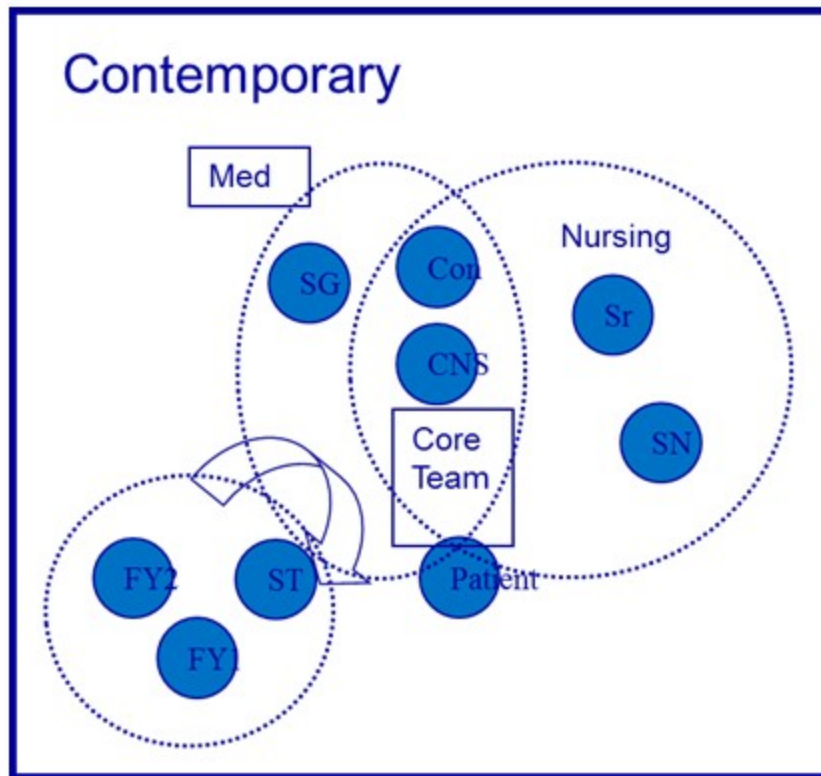 Contemporary
Med
Nursing
SG
Con
Sr
CNS
SN
Core
Team
FY2
ST
Patient
FY1